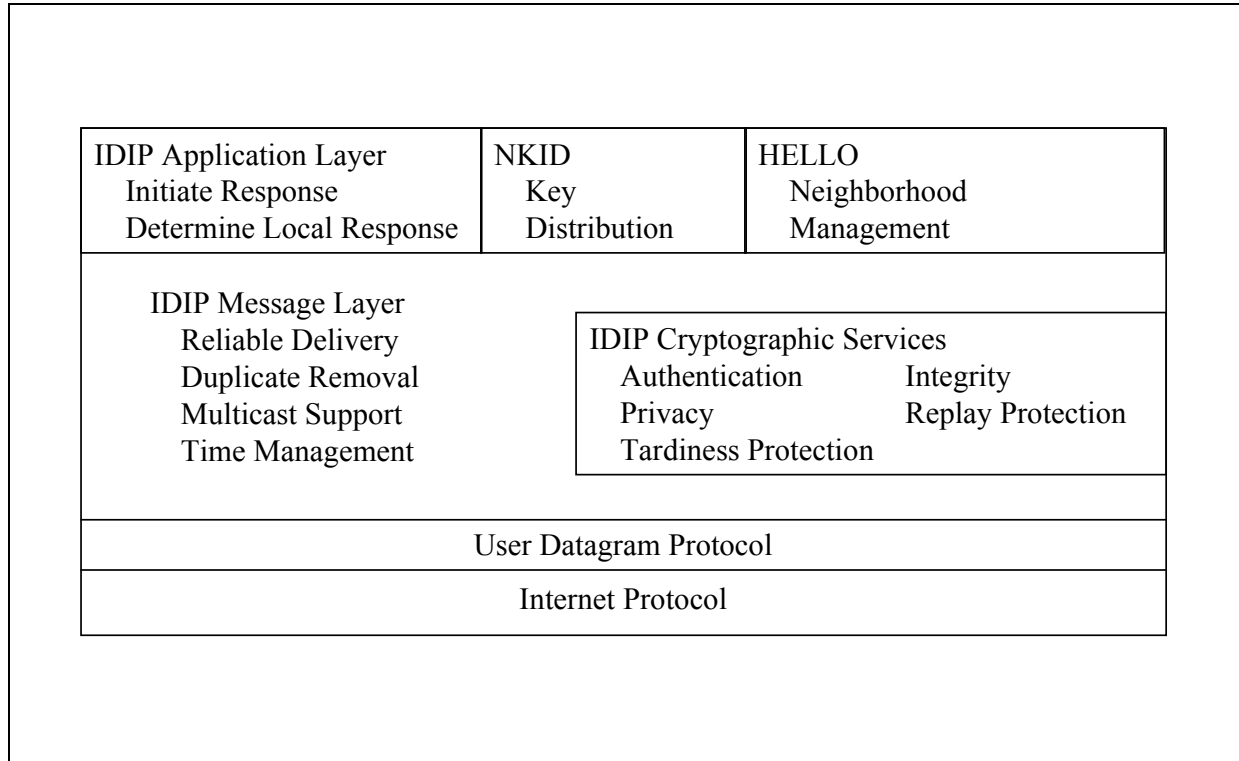 IDIP Application Layer
Initiate Response
Determine Local Response
NKID
Key
Distribution
HELLO
Neighborhood
Management
IDIP Message Layer
Reliable Delivery
Duplicate Removal
Multicast Support
Time Management
IDIP Cryptographic Services
Authentication Integrity
Privacy Replay Protection
Tardiness Protection
User Datagram Protocol
Internet Protocol